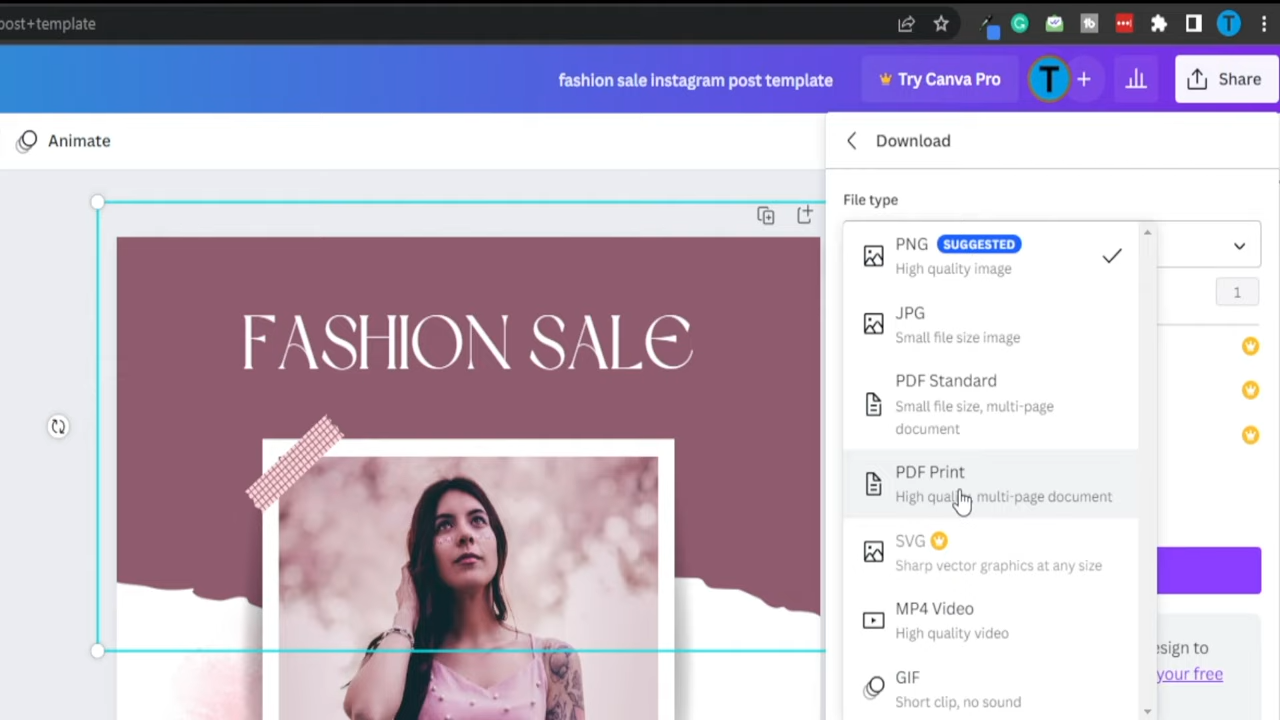 post+template
fashion sale instagram post template
Try Canva Pro
T
Share
Animate
Download
File type
PNG SUGGESTED
High quality image
1
JPG
Small file size image
PDF Standard
Small file size, multi-page
document
PDF Print
High quality, multi-page document
SVG
Sharp vector graphics at any size
MP4 Video
High quality video
GIF
Short clip, no sound
esign to
your free
FASHION SALE